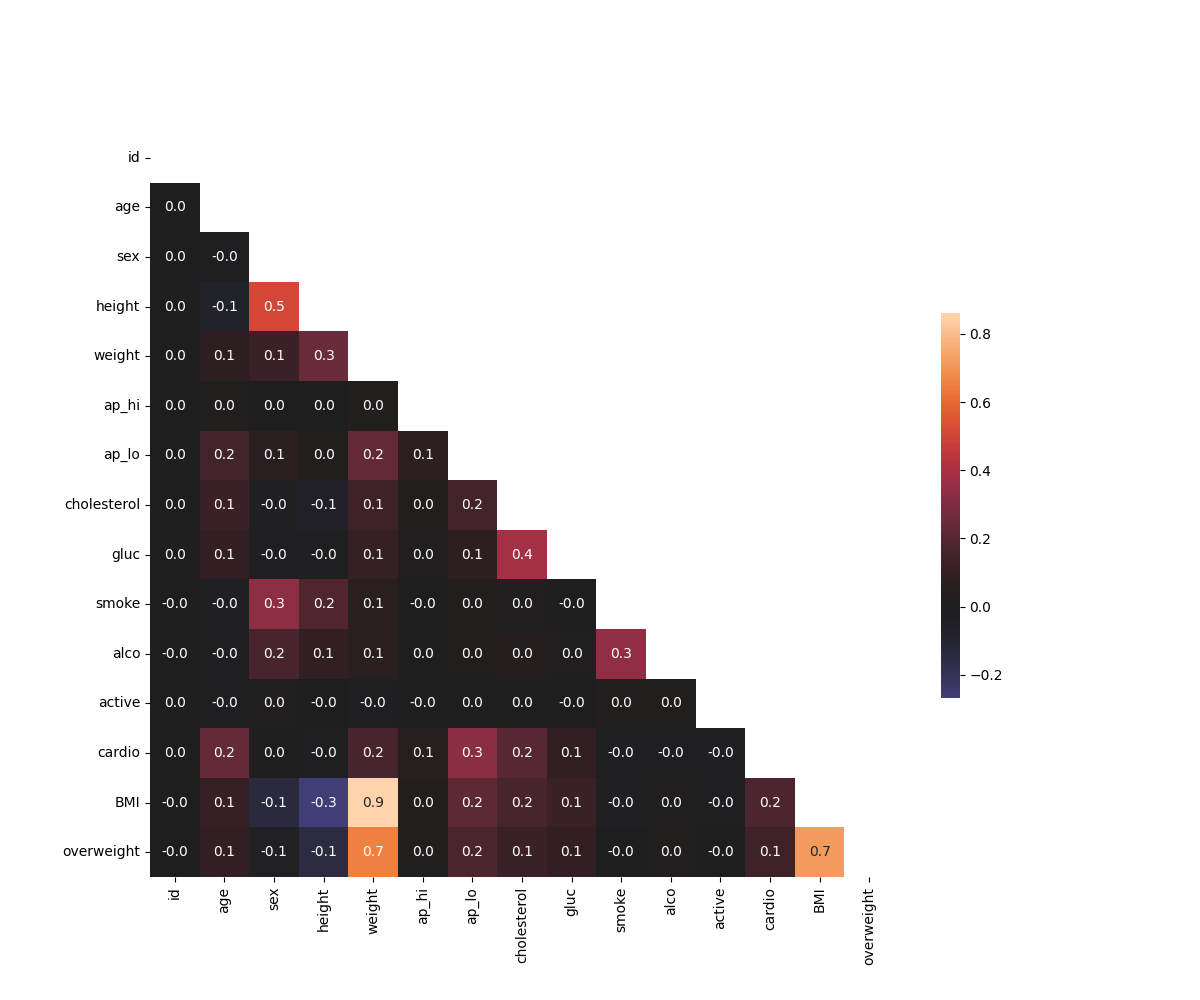 id
age 0.0
sex 0.0 -0.0
height 0.0 -0.1 0.5
weight 0.0 0.1 0.1 0.3
ap_hi 0.0 0.0 0.0 0.0 0.0
ap_lo 0.0 0.2 0.1 0.0 0.2 0.1
cholesterol 0.0 0.1 -0.0 -0.1 0.1 0.0 0.2
gluc 0.0 0.1 -0.0 -0.0 0.1 0.0 0.1 0.4
smoke -0.0 -0.0 0.3 0.2 0.1 -0.0 0.0 0.0 -0.0
alco -0.0 -0.0 0.2 0.1 0.1 0.0 0.0 0.0 0.0 0.3
active 0.0 -0.0 0.0 -0.0 -0.0 -0.0 0.0 0.0 -0.0 0.0 0.0
cardio 0.0 0.2 0.0 -0.0 0.2 0.1 0.3 0.2 0.1 -0.0 -0.0 -0.0
BMI -0.0 0.1 -0.1 -0.3 0.9 0.0 0.2 0.2 0.1 -0.0 0.0 -0.0 0.2
overweight -0.0 0.1 -0.1 -0.1 0.7 0.0 0.2 0.1 0.1 -0.0 0.0 -0.0 0.1 0.7
id age sex height weight ap_hi ap_lo cholesterol gluc smoke alco active cardio BMI overweight
0.8
0.6
0.4
0.2
0.0
−0.2